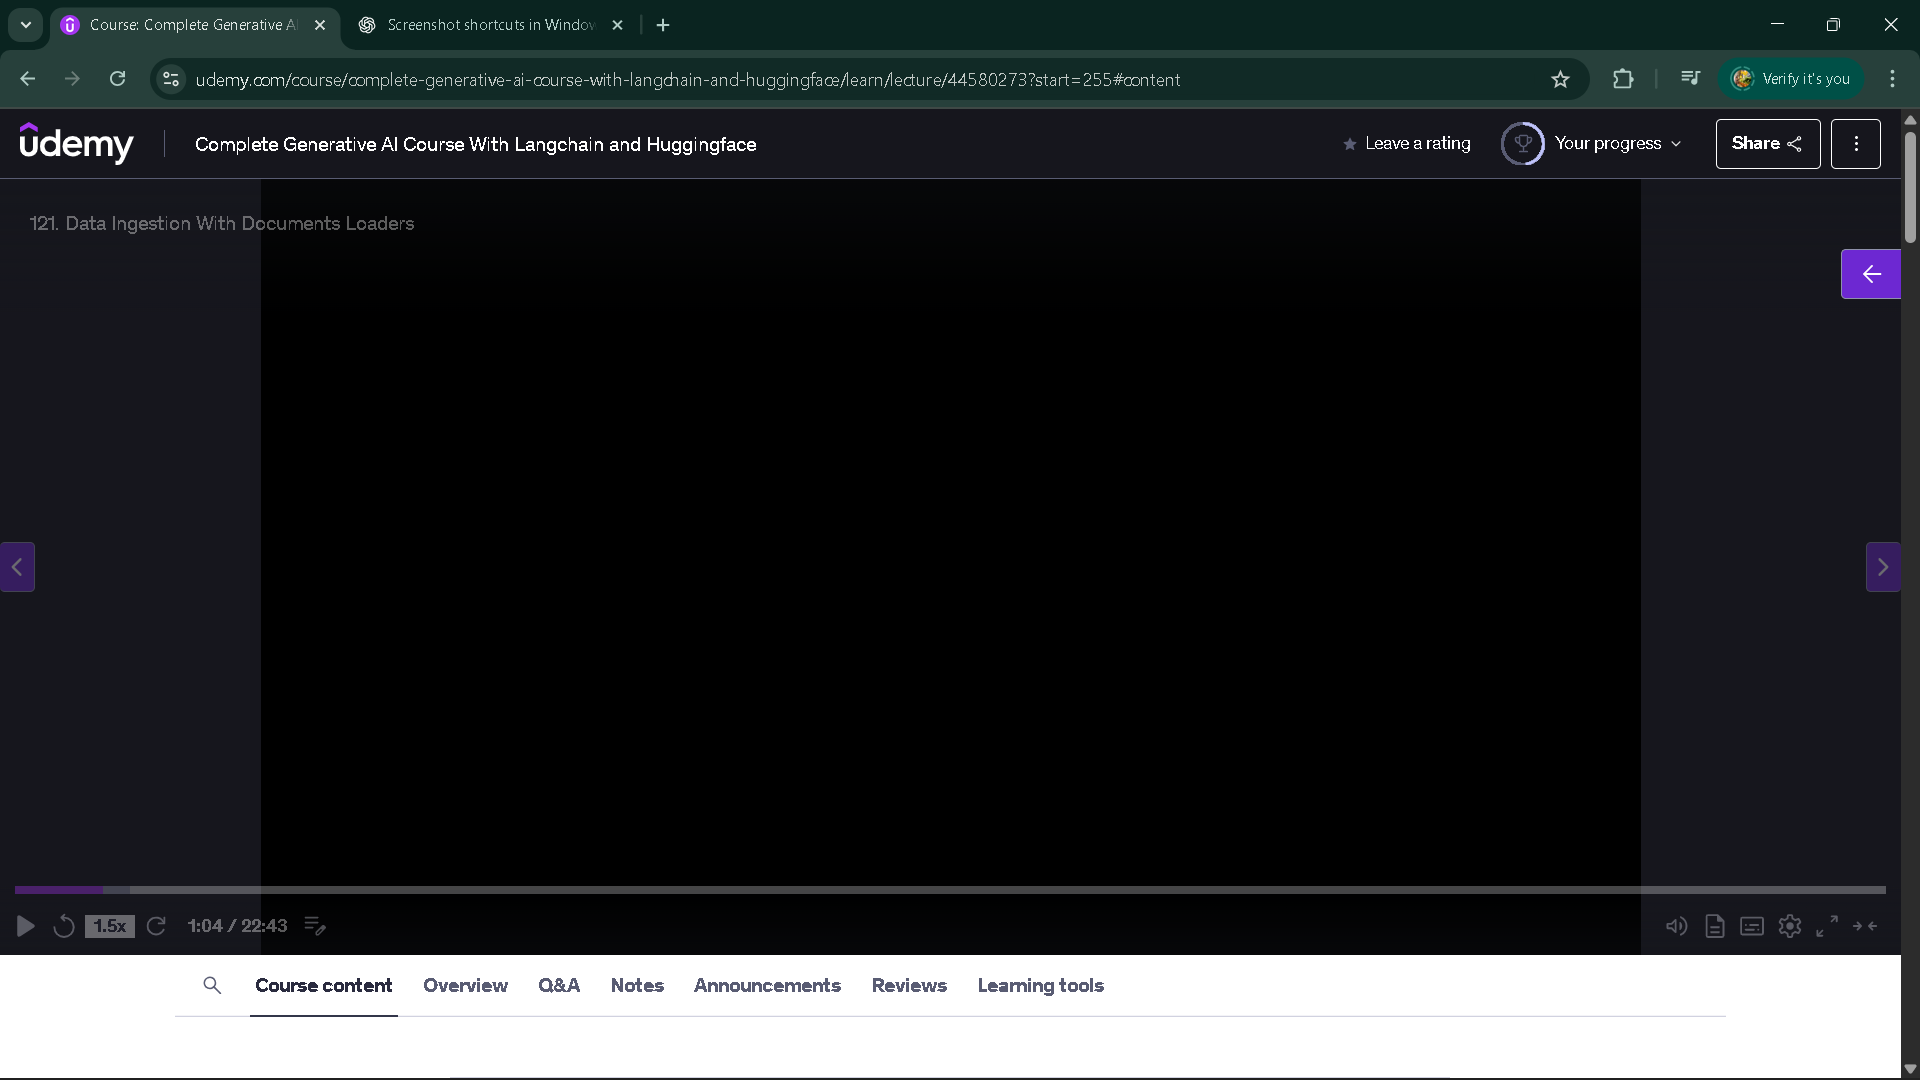 Course: Complete Generative AI
Screenshot shortcuts in Window
udemy.com/course/complete-generative-ai-course-with-langchain-and-huggingface/learn/lecture/44580273?start=255#content
Verify it's you
ûdemy
Complete Generative AI Course With Langchain and Huggingface
Leave a rating
Your progress
Share
121. Data Ingestion With Documents Loaders
1.5x
1:04 / 22:43
Course content
Overview
Q&A
Notes
Announcements
Reviews
Learning tools